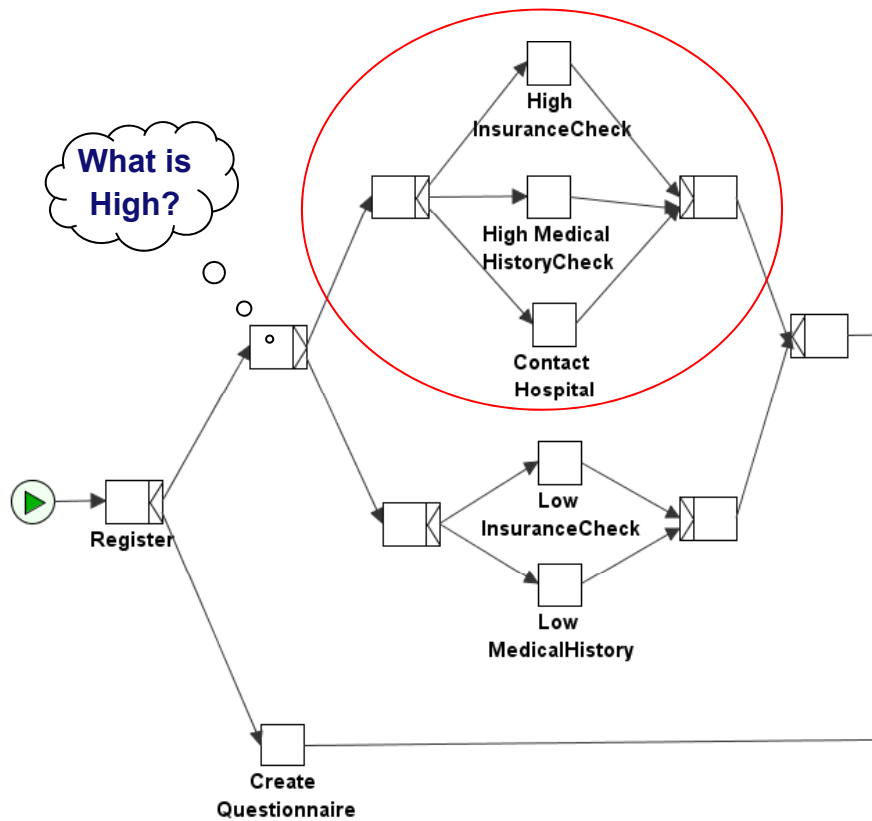 High
InsuranceCheck
What is
High?
High Medical
HistoryCheck
Contact
Hospital
Low
InsuranceCheck
Register
Low
MedicalHistory
Create
Questionnaire